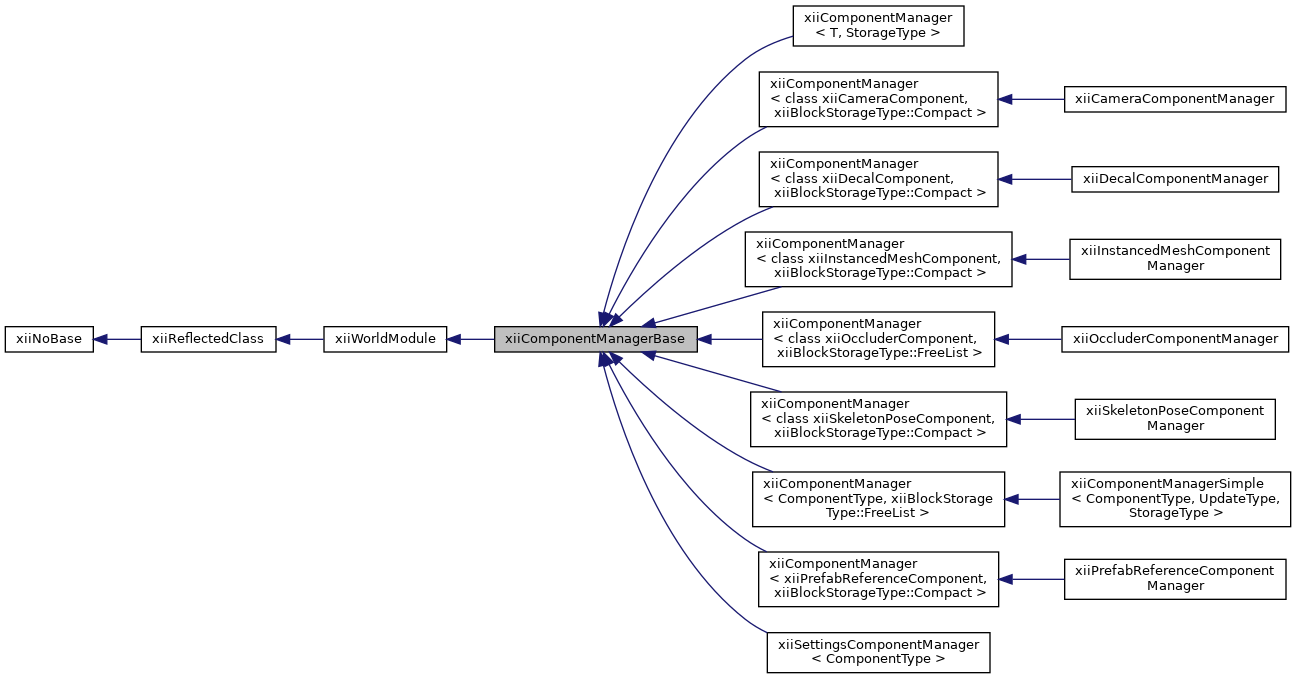 xiiNoBase
xiiReflectedClass
xiiWorldModule
xiiComponentManagerBase
xiiComponentManager
< T, StorageType >
xiiComponentManager
< class xiiCameraComponent,
xiiBlockStorageType::Compact >
xiiCameraComponentManager
xiiComponentManager
< class xiiDecalComponent,
xiiBlockStorageType::Compact >
xiiDecalComponentManager
xiiComponentManager
< class xiiInstancedMeshComponent,
xiiBlockStorageType::Compact >
xiiInstancedMeshComponent
Manager
xiiComponentManager
< class xiiOccluderComponent,
xiiBlockStorageType::FreeList >
xiiOccluderComponentManager
xiiComponentManager
< class xiiSkeletonPoseComponent,
xiiBlockStorageType::Compact >
xiiSkeletonPoseComponent
Manager
xiiComponentManager
< ComponentType, xiiBlockStorage
Type::FreeList >
xiiComponentManagerSimple
< ComponentType, UpdateType,
StorageType >
xiiComponentManager
< xiiPrefabReferenceComponent,
xiiBlockStorageType::Compact >
xiiPrefabReferenceComponent
Manager
xiiSettingsComponentManager
< ComponentType >